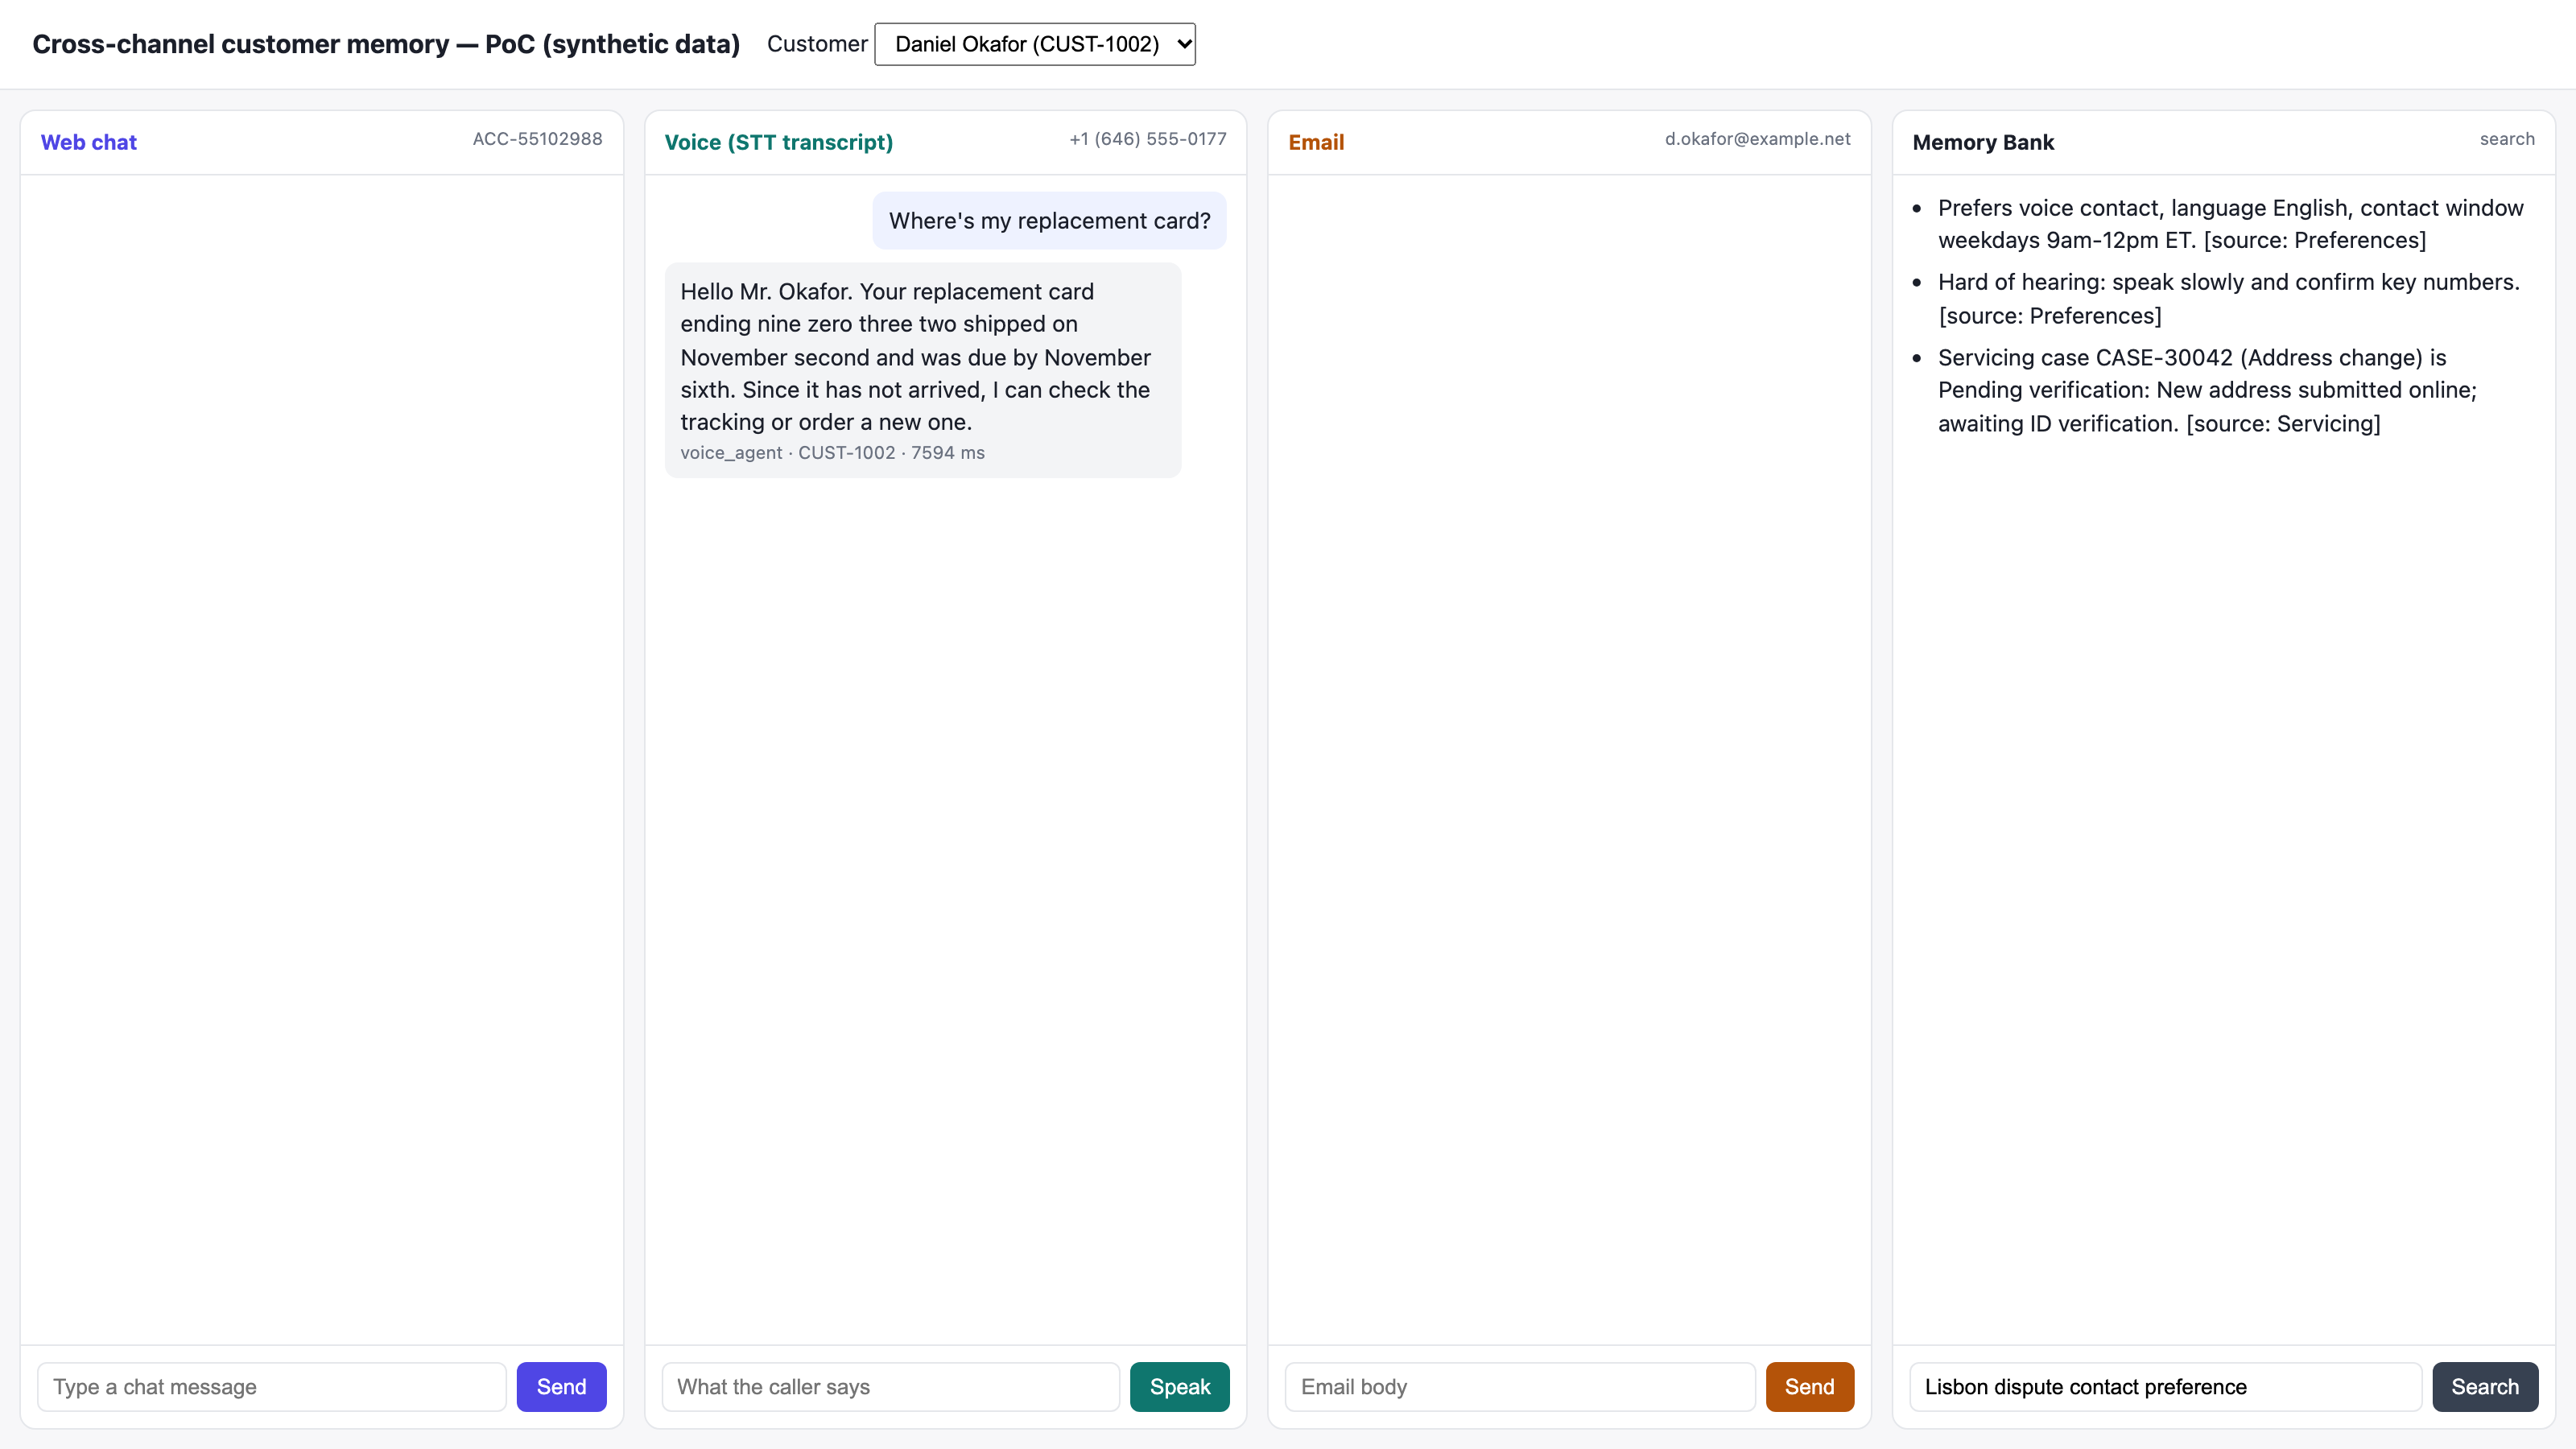 Cross-channel customer memory — PoC (synthetic data)
Customer
Daniel Okafor (CUST-1002)
Web chat
ACC-55102988
Type a chat message
Send
Voice (STT transcript)
+1 (646) 555-0177
Where's my replacement card?
Hello Mr. Okafor. Your replacement card
ending nine zero three two shipped on
November second and was due by November
sixth. Since it has not arrived, I can check the
tracking or order a new one.
voice_agent · CUST-1002 · 7594 ms
What the caller says
Speak
Email
d.okafor@example.net
Email body
Send
Memory Bank
search
• Prefers voice contact, language English, contact window
weekdays 9am-12pm ET. [source: Preferences]
• Hard of hearing: speak slowly and confirm key numbers.
[source: Preferences]
• Servicing case CASE-30042 (Address change) is
Pending verification: New address submitted online;
awaiting ID verification. [source: Servicing]
Lisbon dispute contact preference
Search